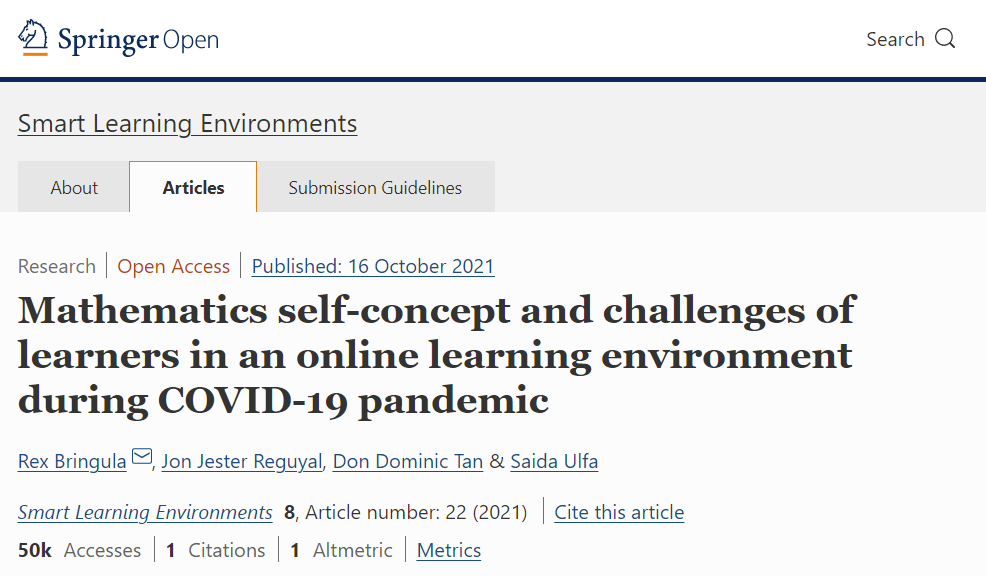 Springer Open
Search
Smart Learning Environments
About
Articles
Submission Guidelines
Research Open Access Published: 16 October 2021
Mathematics self-concept and challenges of
learners in an online learning environment
during COVID-19 pandemic
Rex Bringula, Jon Jester Reguyal, Don Dominic Tan & Saida Ulfa
Smart Learning Environments 8, Article number: 22 (2021) Cite this article
50k Accesses 1 Citations 1 Altmetric Metrics